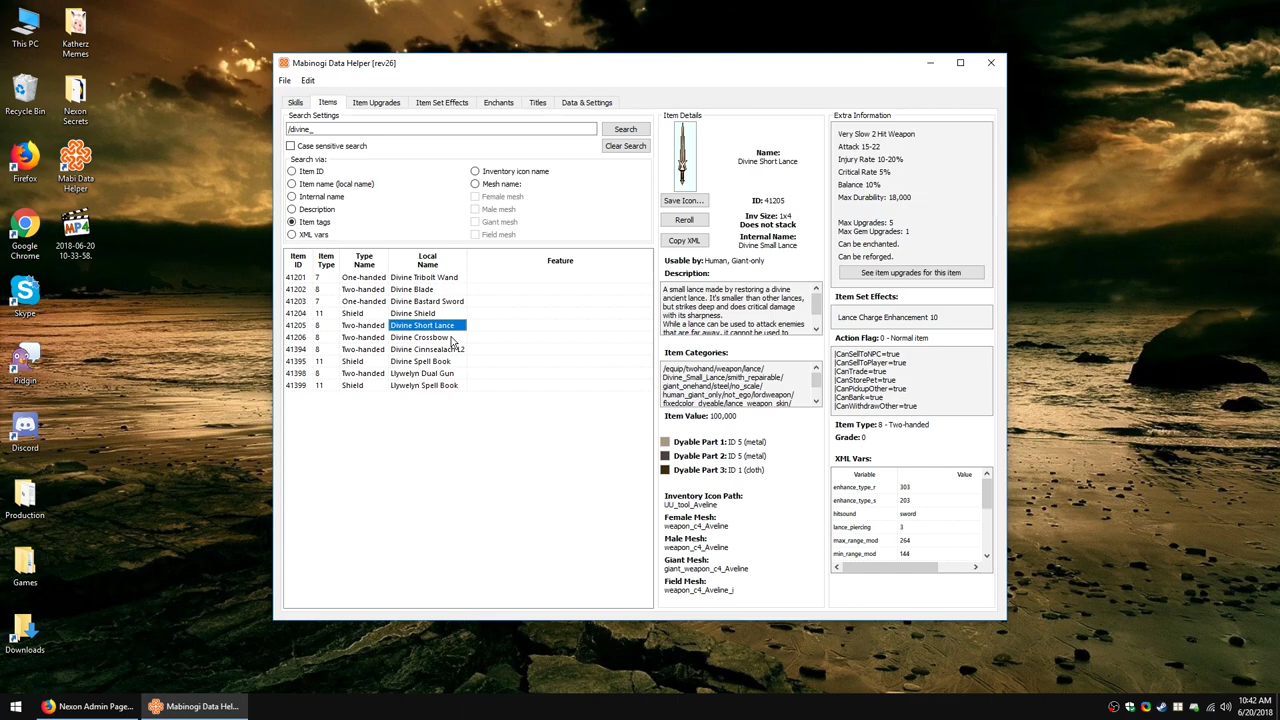 This PC
Katherz
Memes
Recycle Bin
Nexon
Secrets
Firefox
Mabi Data
Helper
Google
Chrome
MP4
2018-06-20
10-33-58.
Skype
Pidgin
Discord
Production
Games
Downloads
Mabinogi Data Helper [rev26]
File Edit
Skills Items Item Upgrades Item Set Effects Enchants Titles Data & Settings
Search Settings
/divine_
Search
Case sensitive search
Clear Search
Search via:
Item ID
Item name (local name)
Internal name
Description
Item tags
XML vars
Inventory icon name
Mesh name:
Female mesh
Male mesh
Giant mesh
Field mesh
Item ID Item Type Type Name Local Name Feature
41201 7 One-handed Divine Tribolt Wand
41202 8 Two-handed Divine Blade
41203 7 One-handed Divine Bastard Sword
41204 11 Shield Divine Shield
41205 8 Two-handed Divine Short Lance
41206 8 Two-handed Divine Crossbow
41394 8 Two-handed Divine Cinnsealach L2
41395 11 Shield Divine Spell Book
41398 8 Two-handed Llywelyn Dual Gun
41399 11 Shield Llywelyn Spell Book
Item Details
Save Icon...
Reroll
Copy XML
Name:
Divine Short Lance
ID: 41205
Inv Size: 1x4
Does not stack
Internal Name:
Divine Small Lance
Usable by: Human, Giant-only
Description:
A small lance made by restoring a divine
ancient lance. It's smaller than other lances,
but strikes deep and does critical damage
with its sharpness.
While a lance can be used to attack enemies
that are far away, it cannot be used to
Item Categories:
/equip/twohand/weapon/lance/
Divine_Small_Lance/smith_repairable/
giant_onehand/steel/no_scale/
human_giant_only/not_ego/lordweapon/
fixedcolor_dyeable/lance_weapon_skin/
Item Value: 100,000
Dyable Part 1: ID 5 (metal)
Dyable Part 2: ID 5 (metal)
Dyable Part 3: ID 1 (cloth)
Inventory Icon Path:
UU_tool_Aveline
Female Mesh:
weapon_c4_Aveline
Male Mesh:
weapon_c4_Aveline
Giant Mesh:
giant_weapon_c4_Aveline
Field Mesh:
weapon_c4_Aveline_i
Extra Information
Very Slow 2 Hit Weapon
Attack 15-22
Injury Rate 10-20%
Critical Rate 5%
Balance 10%
Max Durability: 18,000
Max Upgrades: 5
Max Gem Upgrades: 1
Can be enchanted.
Can be reforged.
See item upgrades for this item
Item Set Effects:
Lance Charge Enhancement 10
Action Flag: 0 - Normal item
|CanSellToNPC=true
|CanSellToPlayer=true
|CanTrade=true
|CanStorePet=true
|CanPickupOther=true
|CanBank=true
|CanWithdrawOther=true
Item Type: 8 - Two-handed
Grade: 0
XML Vars:
Variable Value
enhance_type_r 303
enhance_type_s 203
hitsound sword
lance_piercing 3
max_range_mod 264
min_range_mod 144
Nexon Admin Page...
Mabinogi Data Hel...
10:42 AM
6/20/2018